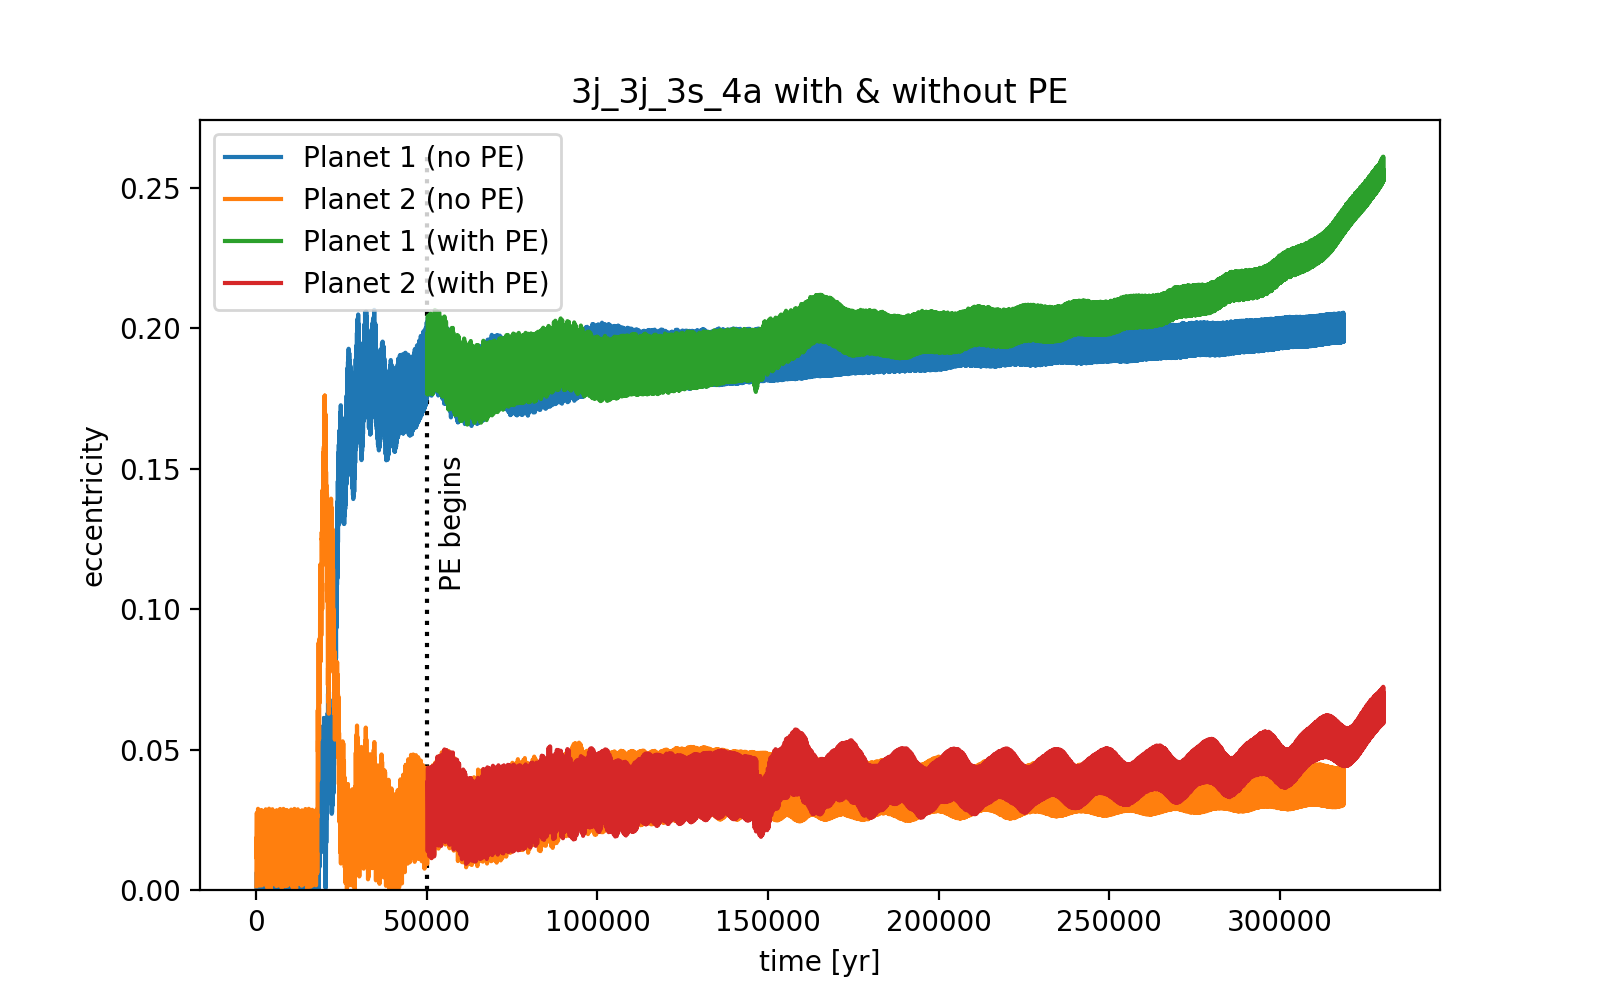 3j_3j_3s_4a with & without PE
Planet 1 (no PE)
Planet 2 (no PE)
Planet 1 (with PE)
Planet 2 (with PE)
0.25
0.20
0.15
0.10
0.05
0.00
eccentricity
PE begins
0 50000 100000 150000 200000 250000 300000
time [yr]